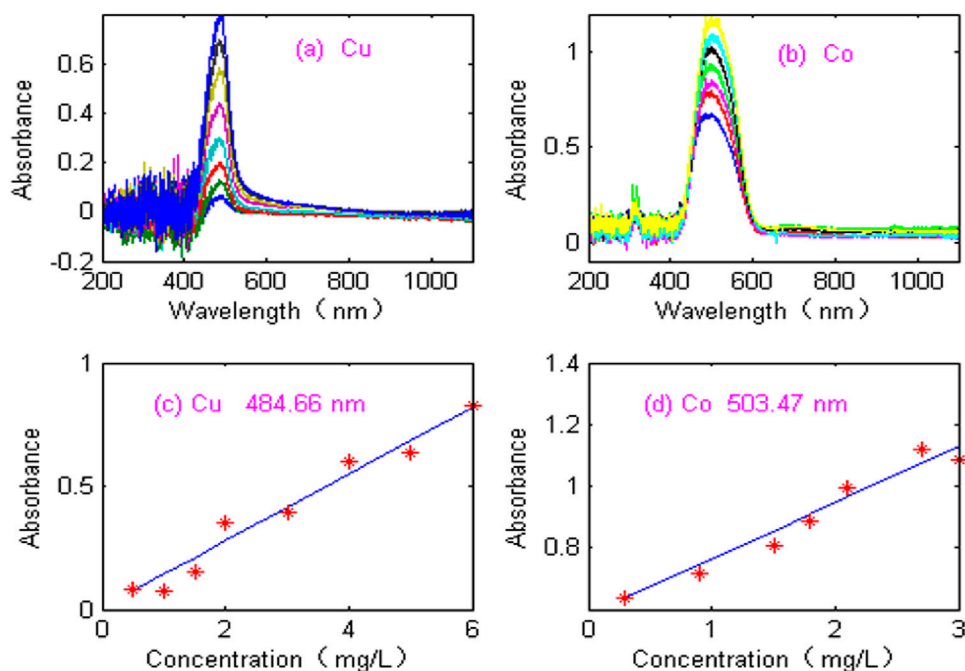 (a) Cu
Absorbance
0.6
0.4
0.2
0
-0.2
200 400 600 800 1000
Wavelength（nm）
(b) Co
Absorbance
1
0.5
0
200 400 600 800 1000
Wavelength（nm）
(c) Cu 484.66 nm
Absorbance
1
0.5
0
0 2 4 6
Concentration（mg/L）
(d) Co 503.47 nm
Absorbance
1.4
1.2
1
0.8
0 1 2 3
Concentration（mg/L）